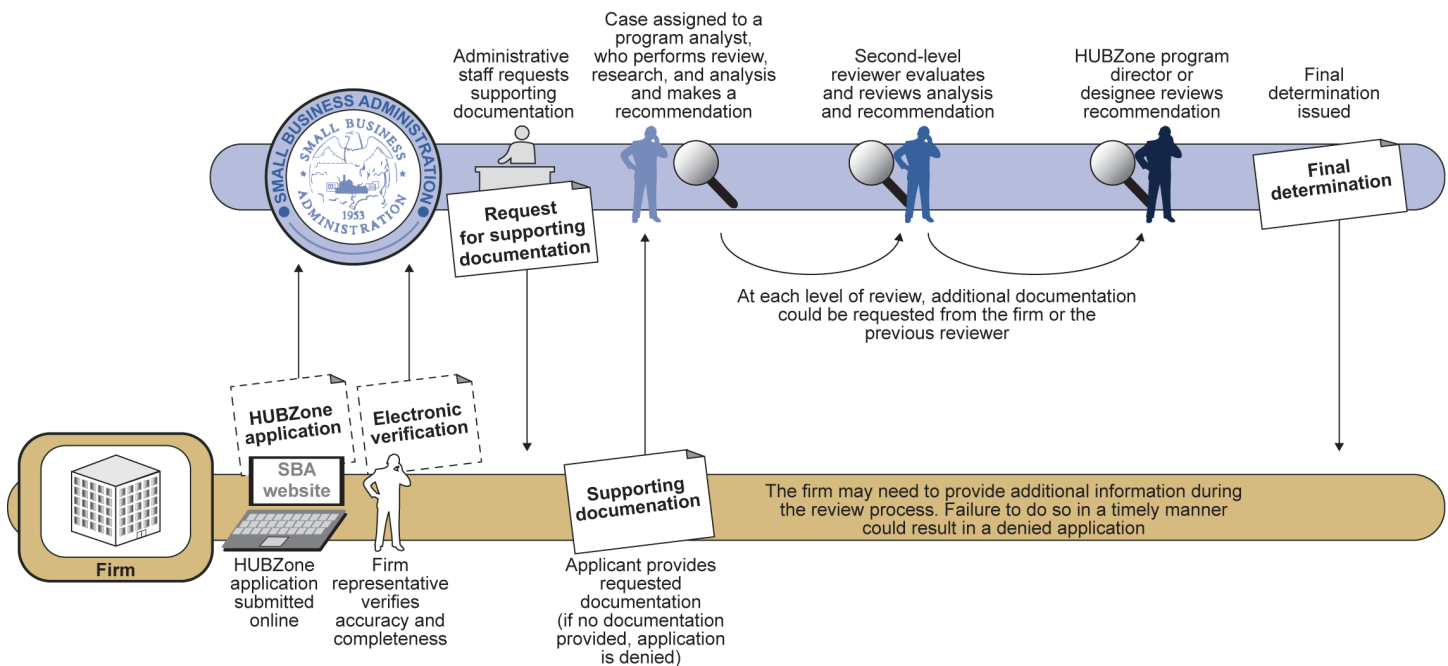 Case assigned to a
program analyst,
who performs review,
research, and analysis
and makes a
recommendation
Administrative
staff requests
supporting
documentation
Second-level
reviewer evaluates
and reviews analysis
and recommendation
HUBZone program
director or
designee reviews
recommendation
Final
determination
issued
SMALL BUSINESS ADMINISTRATION
SMALL BUSINESS
ADMINISTRATION
1953
Request
for supporting
documentation
Final
determination
At each level of review, additional documentation
could be requested from the firm or the
previous reviewer
HUBZone
application
Electronic
verification
SBA
website
Supporting
documenation
The firm may need to provide additional information during
the review process. Failure to do so in a timely manner
could result in a denied application
Firm
HUBZone
application
submitted
online
Firm
representative
verifies
accuracy and
completeness
Applicant provides
requested
documentation
(if no documentation
provided, application
is denied)